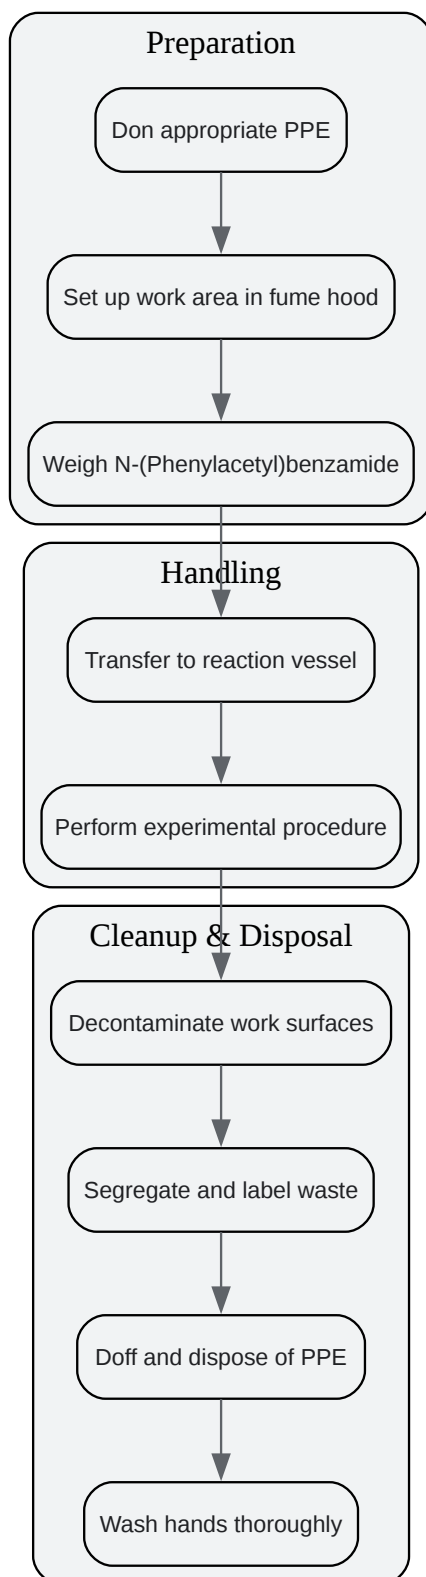 Preparation
Don appropriate PPE
Set up work area in fume hood
Weigh N-(Phenylacetyl)benzamide
Handling
Transfer to reaction vessel
Perform experimental procedure
Cleanup & Disposal
Decontaminate work surfaces
Segregate and label waste
Doff and dispose of PPE
Wash hands thoroughly